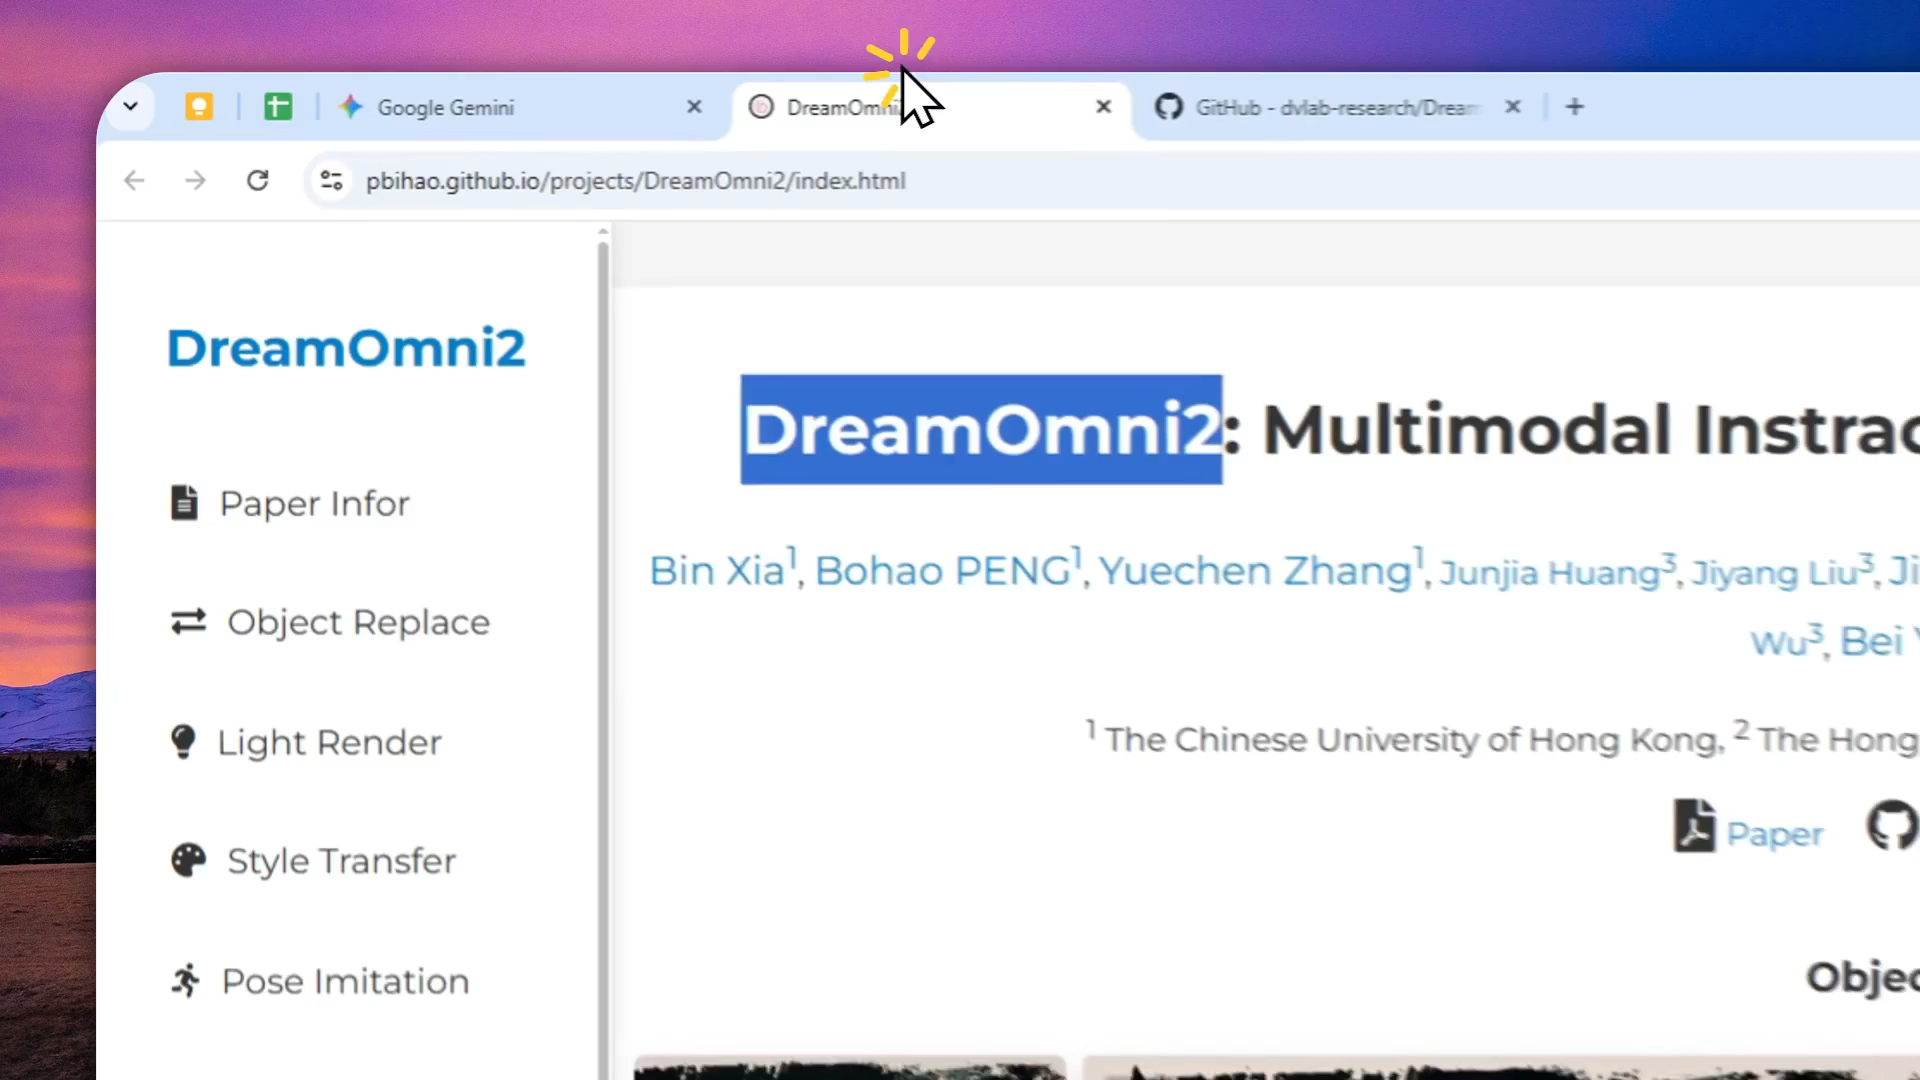 Google Gemini
DreamOmni
GitHub - dvlab-research/Dream
pbihao.github.io/projects/DreamOmni2/index.html
DreamOmni2
Paper Infor
Object Replace
Light Render
Style Transfer
Pose Imitation
DreamOmni2: Multimodal Instrac
Bin Xia¹, Bohao PENG¹, Yuechen Zhang¹, Junjia Huang³, Jiyang Liu³, Ji
Wu³, Bei
¹ The Chinese University of Hong Kong, ² The Hong
Paper
Objec